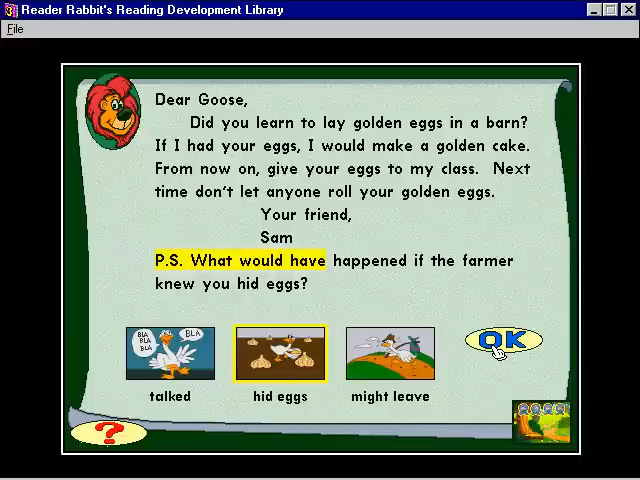 Reader Rabbit's Reading Development Library
File
Dear Goose,
Did you learn to lay golden eggs in a barn?
If I had your eggs, I would make a golden cake.
From now on, give your eggs to my class. Next
time don't let anyone roll your golden eggs.
Your friend,
Sam
P.S. What would have happened if the farmer
knew you hid eggs?
BLA BLA
BLA
BLA
OK
talked hid eggs might leave
?